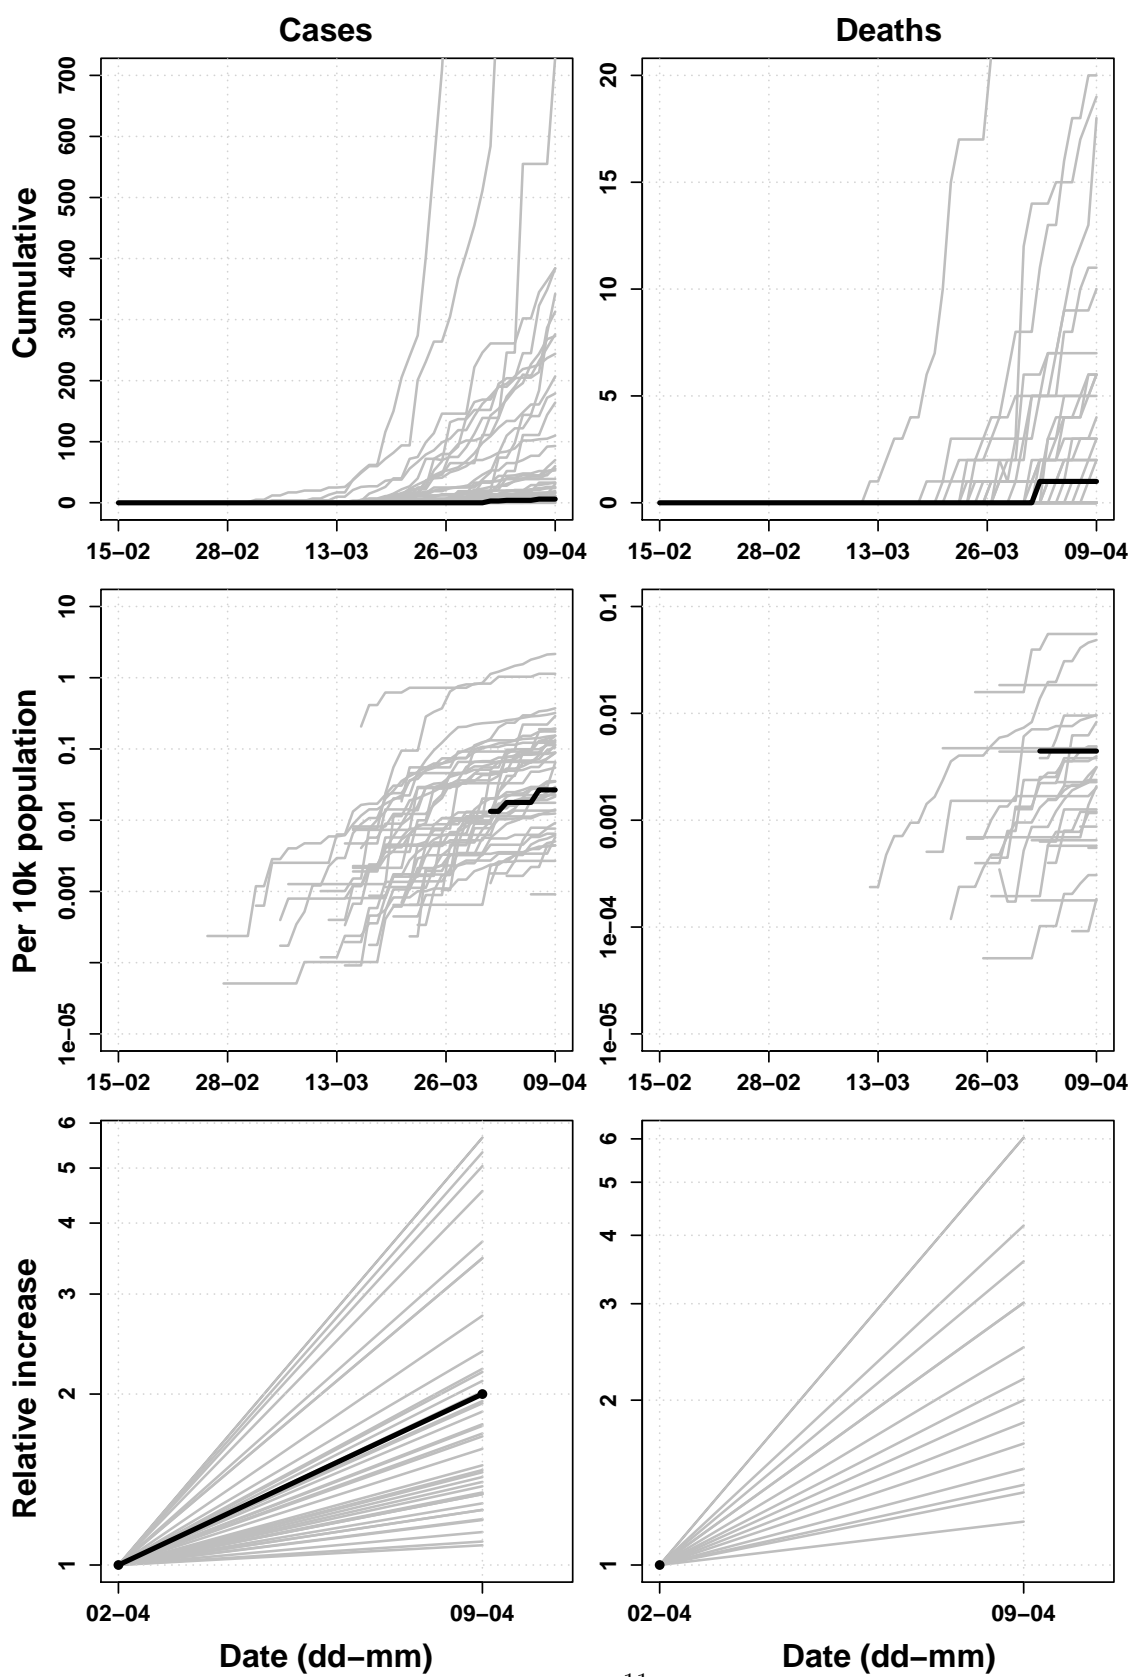 Cases
Deaths
Cumulative
0 100 200 300 400 500 600 700
15−02 28−02 13−03 26−03 09−04
0 5 10 15 20
15−02 28−02 13−03 26−03 09−04
Per 10k population
1e−05 0.001 0.01 0.1 1 10
15−02 28−02 13−03 26−03 09−04
1e−05 1e−04 0.001 0.01 0.1
15−02 28−02 13−03 26−03 09−04
Relative increase
1 2 3 4 5 6
02−04 09−04
Date (dd−mm)
1 2 3 4 5 6
02−04 09−04
Date (dd−mm)